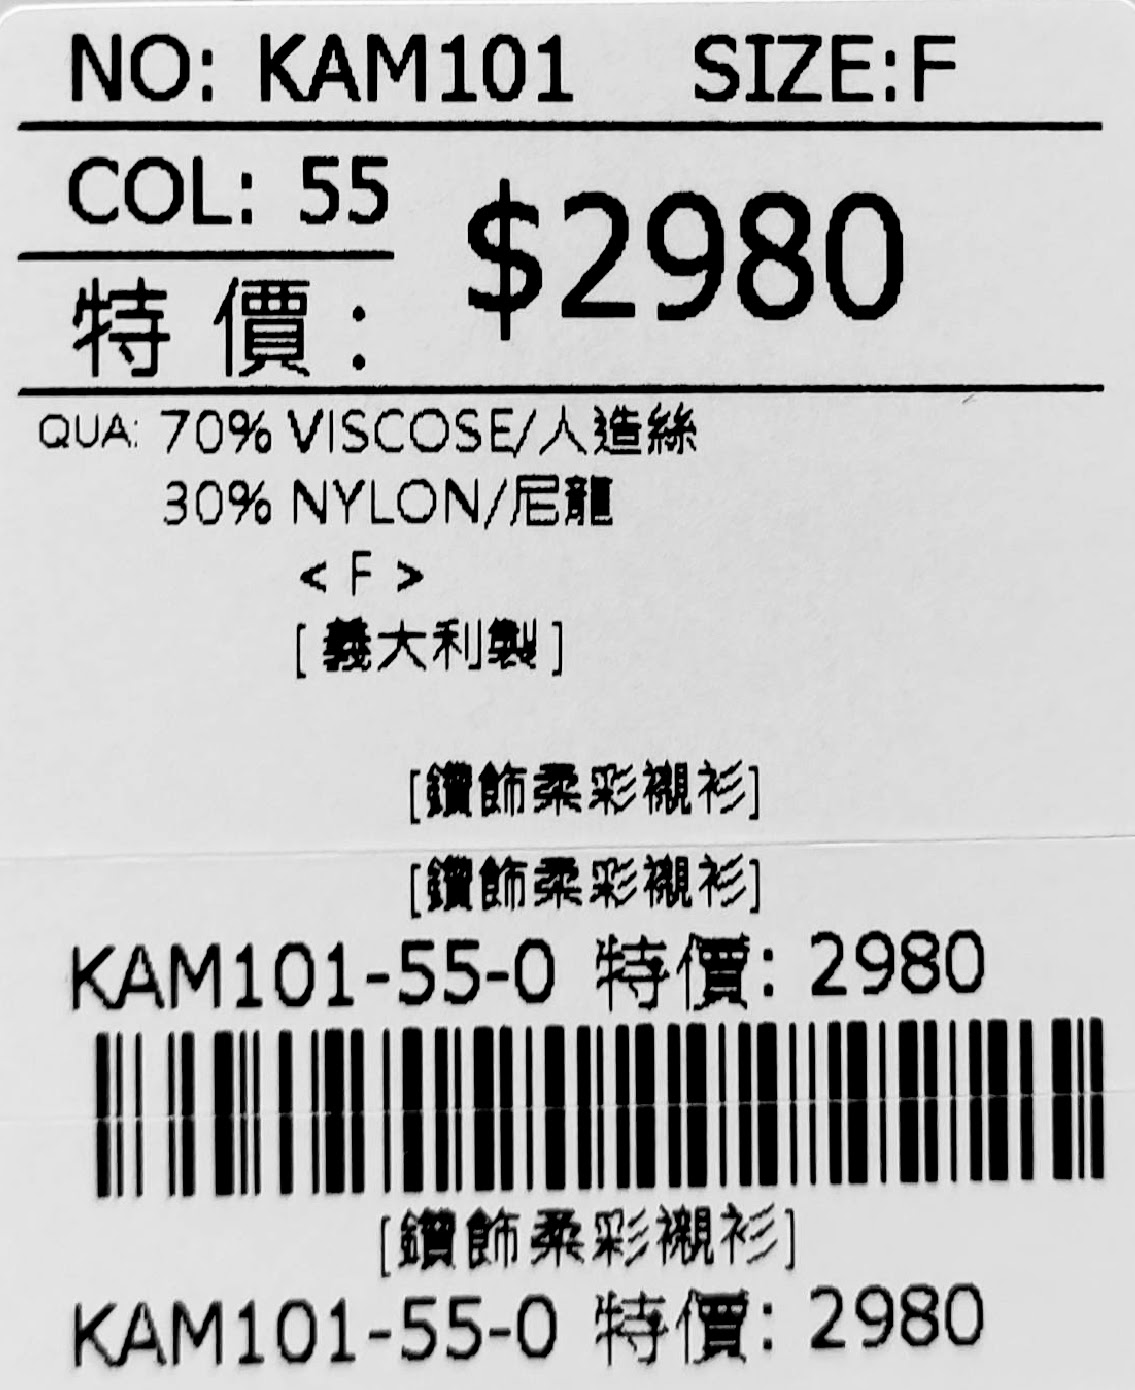 NO: KAM101 SIZE:F
COL: 55
$2980
特價:
QUA: 70% VISCOSE/人造絲
30% NYLON/尼龍
< F >
[義大利製]
[鑽飾柔彩襯衫]
[鑽飾柔彩襯衫]
KAM101-55-0 特價: 2980
[鑽飾柔彩襯衫]
KAM101-55-0 特價: 2980